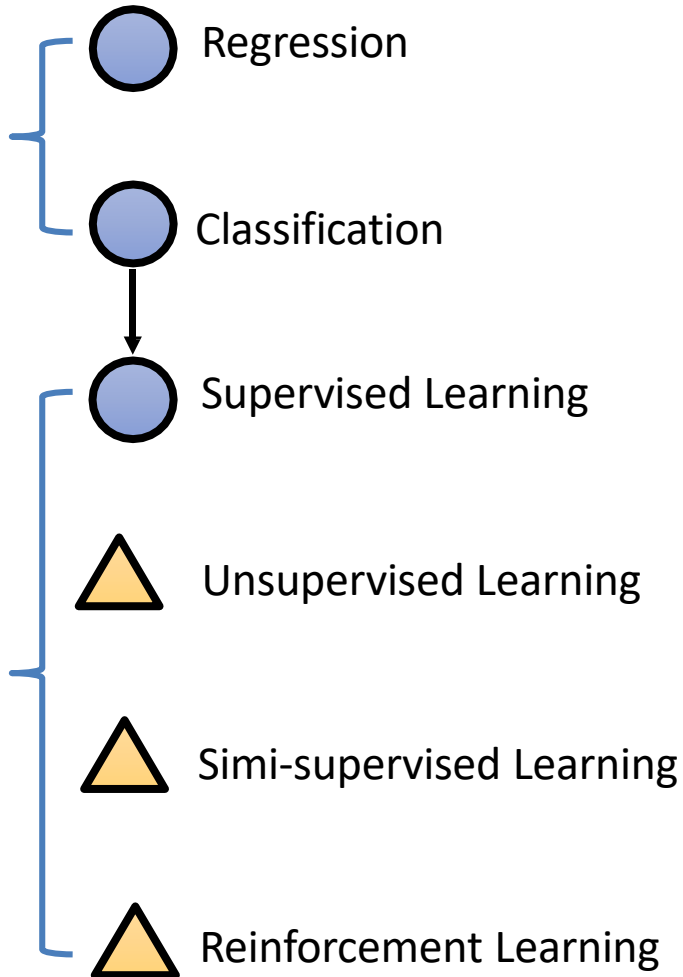 Regression
Classification
Supervised Learning
Unsupervised Learning
Simi-supervised Learning
Reinforcement Learning